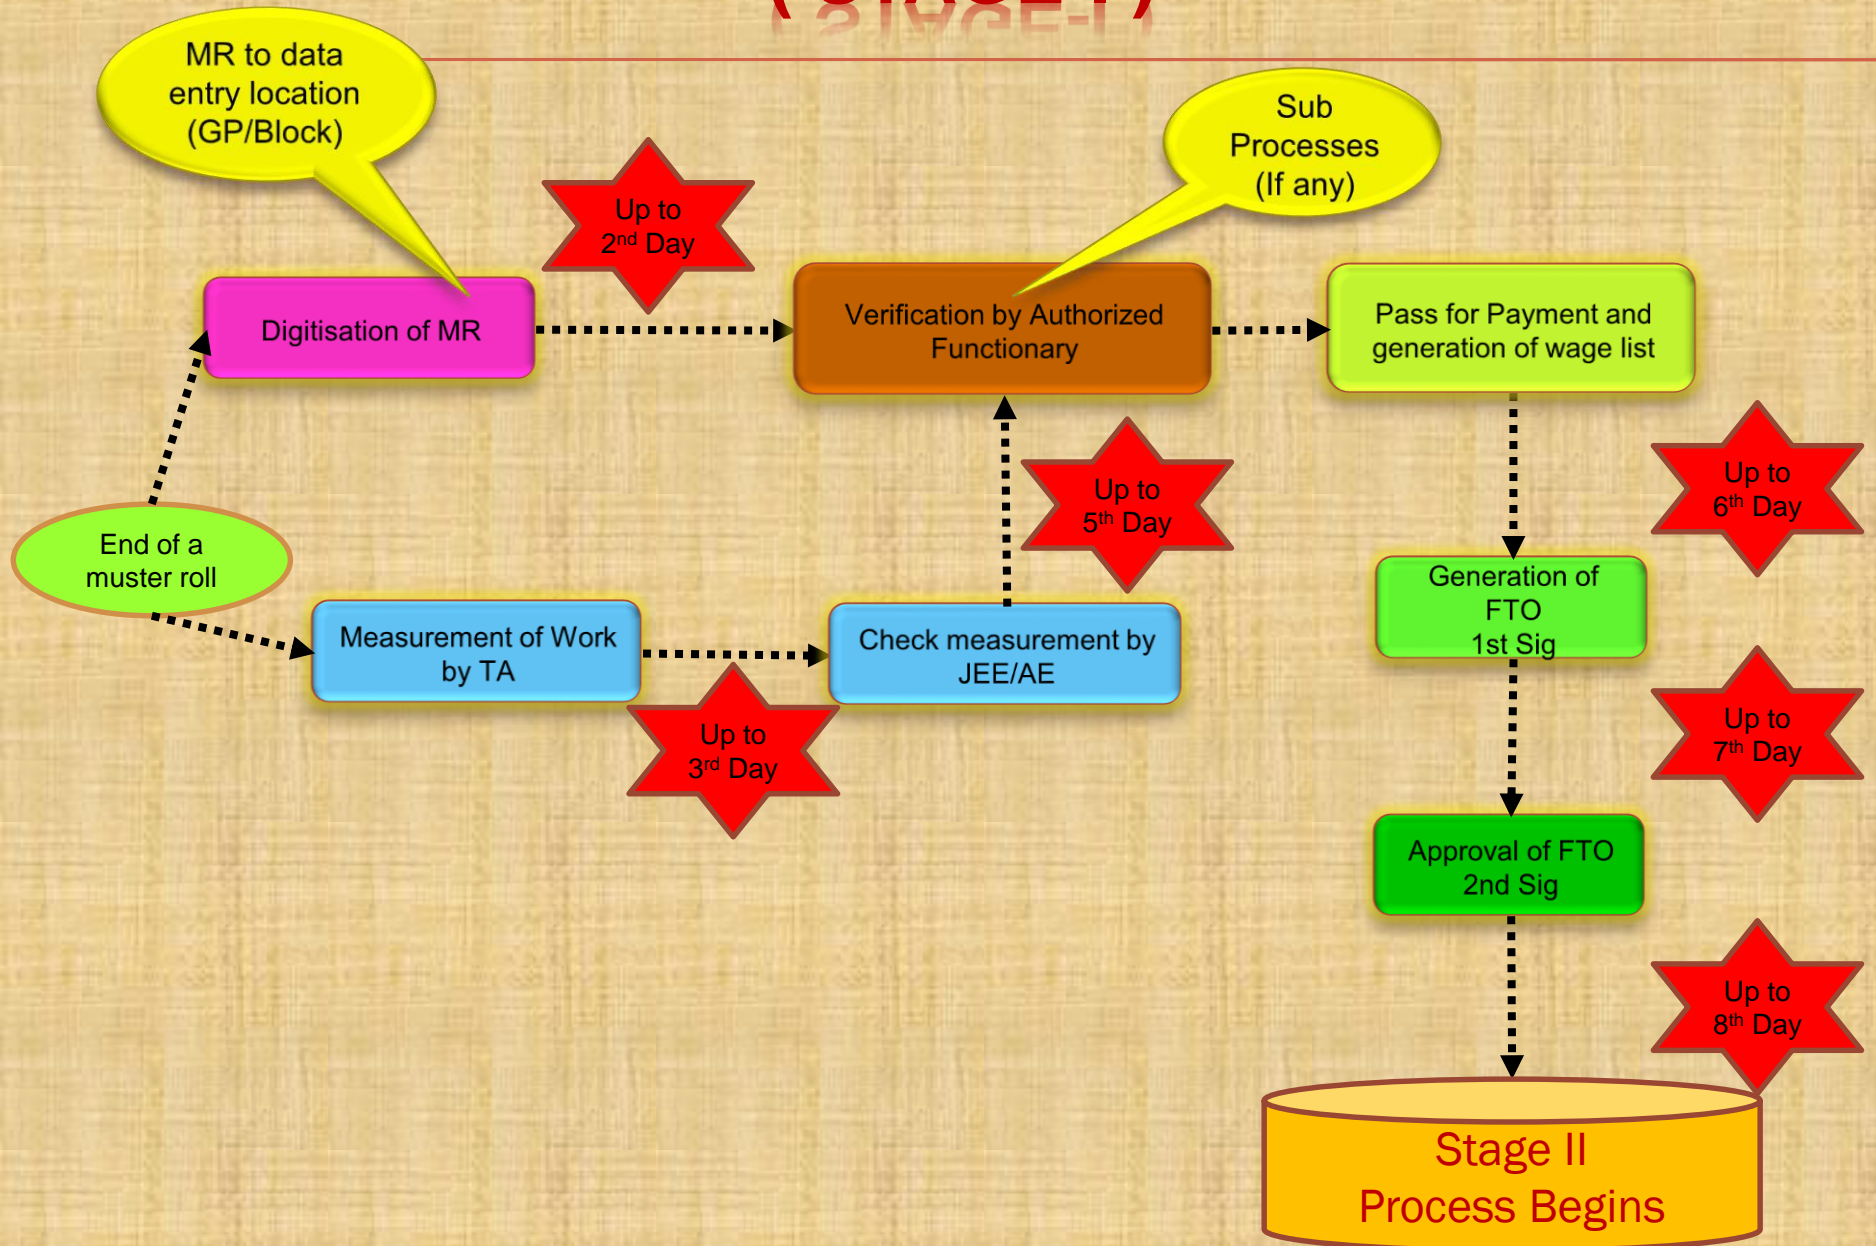 ( STAGE-I )
MR to data
entry location
(GP/Block)
Sub
Processes
(If any)
Up to
2nd Day
Digitisation of MR
Verification by Authorized
Functionary
Pass for Payment and
generation of wage list
Up to
5th Day
Up to
6th Day
End of a
muster roll
Measurement of Work
by TA
Check measurement by
JEE/AE
Generation of
FTO
1st Sig
Up to
3rd Day
Up to
7th Day
Approval of FTO
2nd Sig
Up to
8th Day
Stage II
Process Begins